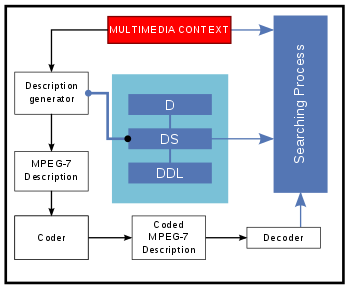 MULTIMEDIA CONTEXT
Description
generator
D
DS
DDL
Searching Process
MPEG-7
Description
Coder
Coded
MPEG-7
Description
Decoder